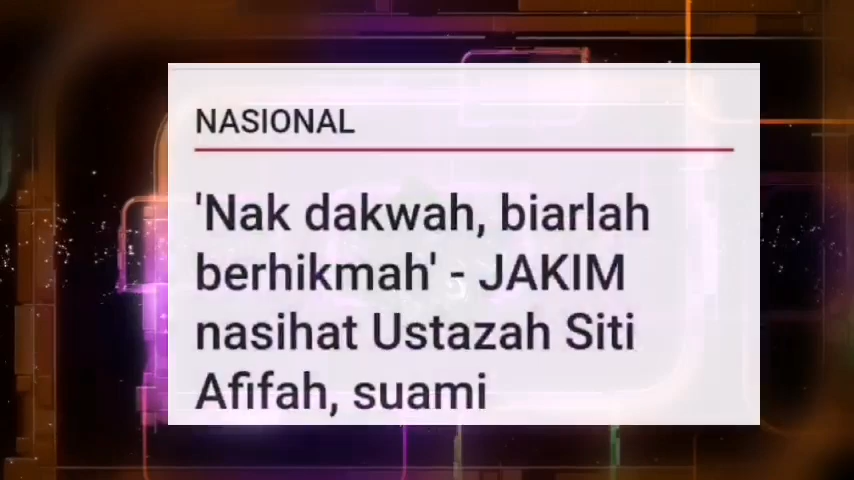 NASIONAL
'Nak dakwah, biarlah
berhikmah' - JAKIM
nasihat Ustazah Siti
Afifah, suami